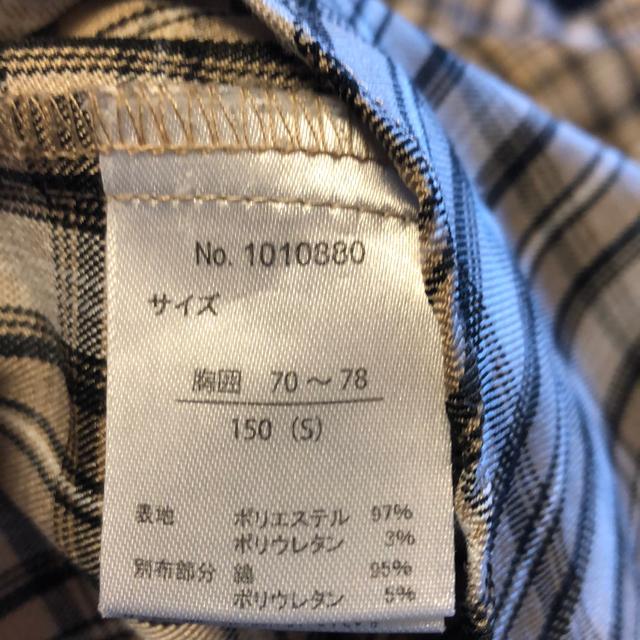 No. 1010880
サイズ
胸囲 70～78
150 (S)
表地 ポリエステル 97%
ポリウレタン 3%
別布部分 綿 95%
ポリウレタン 5%